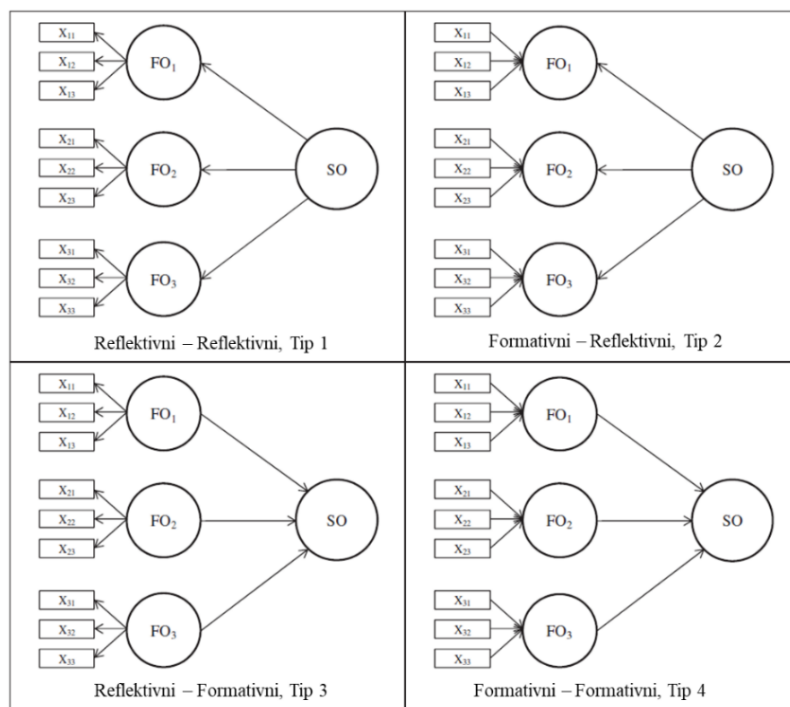 X₁₁
X₁₂
X₁₃
FO₁
X₂₁
X₂₂
X₂₃
FO₂
SO
X₃₁
X₃₂
X₃₃
FO₃
Reflektivni – Reflektivni, Tip 1
X₁₁
X₁₂
X₁₃
FO₁
X₂₁
X₂₂
X₂₃
FO₂
SO
X₃₁
X₃₂
X₃₃
FO₃
Formativni – Reflektivni, Tip 2
X₁₁
X₁₂
X₁₃
FO₁
X₂₁
X₂₂
X₂₃
FO₂
SO
X₃₁
X₃₂
X₃₃
FO₃
Reflektivni – Formativni, Tip 3
X₁₁
X₁₂
X₁₃
FO₁
X₂₁
X₂₂
X₂₃
FO₂
SO
X₃₁
X₃₂
X₃₃
FO₃
Formativni – Formativni, Tip 4